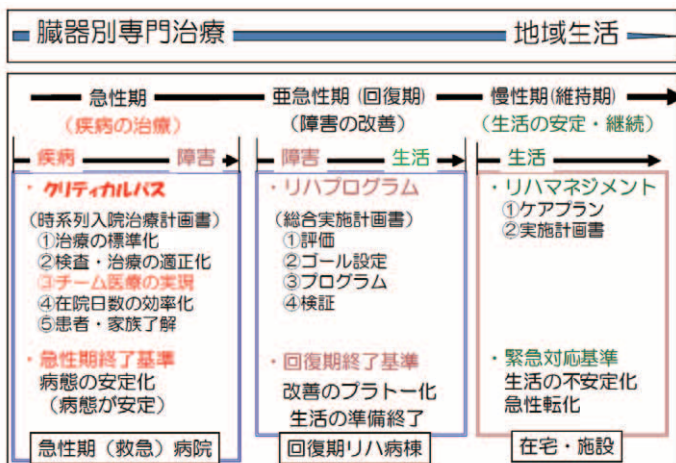 臓器別専門治療 地域生活
急性期 亜急性期(回復期) 慢性期(維持期)
(疾病の治療) (障害の改善) (生活の安定・継続)
疾病 障害 障害 生活 生活
・クリティカルパス
(時系列入院治療計画書)
①治療の標準化
②検査・治療の適正化
③チーム医療の実現
④在院日数の効率化
⑤患者・家族了解
・急性期終了基準
病態の安定化
(病態が安定)
急性期(救急)病院
・リハプログラム
(総合実施計画書)
①評価
②ゴール設定
③プログラム
④検証
・回復期終了基準
改善のプラトー化
生活の準備終了
回復期リハ病棟
・リハマネジメント
①ケアプラン
②実施計画書
・緊急対応基準
生活の不安定化
急性転化
在宅・施設